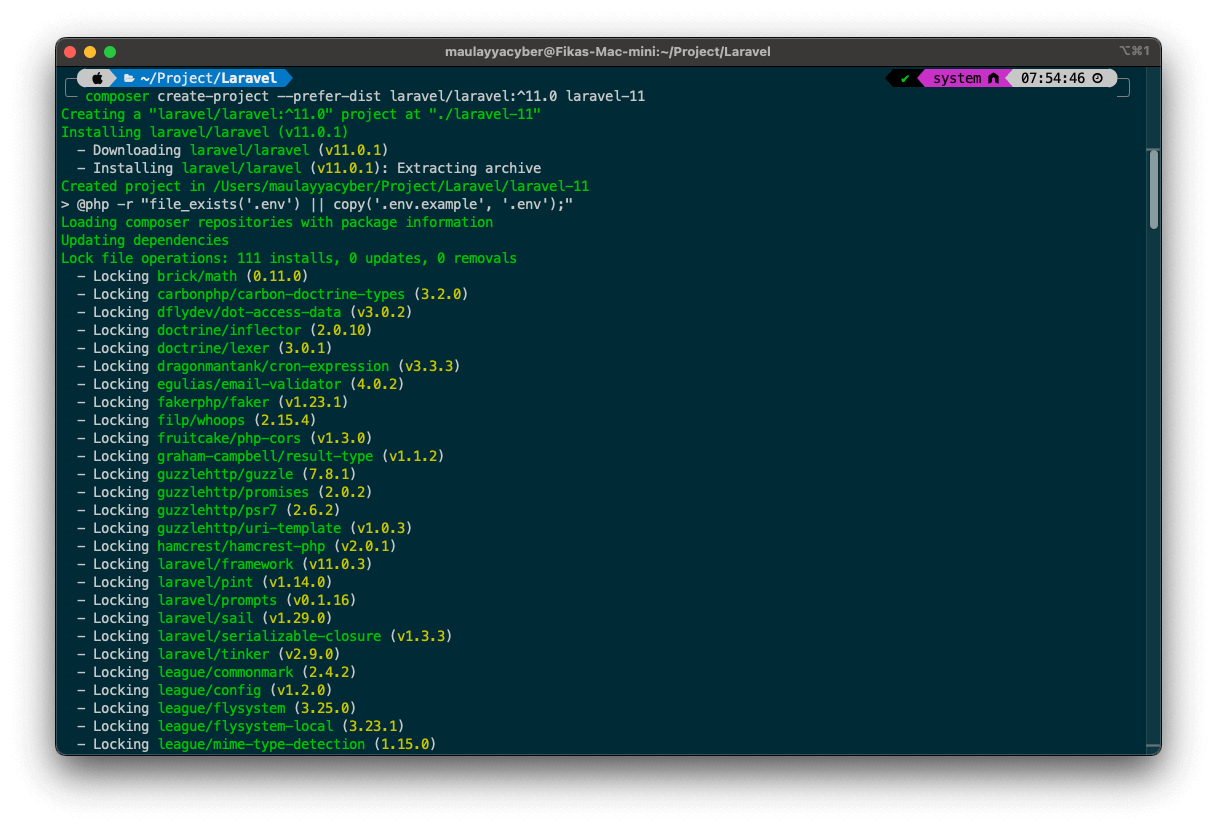 maulayyacyber@Fikas-Mac-mini:~/Project/Laravel
⌥⌘1
~/Project/Laravel
✔ system 07:54:46
composer create-project --prefer-dist laravel/laravel:^11.0 laravel-11
Creating a "laravel/laravel:^11.0" project at "./laravel-11"
Installing laravel/laravel (v11.0.1)
- Downloading laravel/laravel (v11.0.1)
- Installing laravel/laravel (v11.0.1): Extracting archive
Created project in /Users/maulayyacyber/Project/Laravel/laravel-11
> @php -r "file_exists('.env') || copy('.env.example', '.env');"
Loading composer repositories with package information
Updating dependencies
Lock file operations: 111 installs, 0 updates, 0 removals
- Locking brick/math (0.11.0)
- Locking carbonphp/carbon-doctrine-types (3.2.0)
- Locking dflydev/dot-access-data (v3.0.2)
- Locking doctrine/inflector (2.0.10)
- Locking doctrine/lexer (3.0.1)
- Locking dragonmantank/cron-expression (v3.3.3)
- Locking egulias/email-validator (4.0.2)
- Locking fakerphp/faker (v1.23.1)
- Locking filp/whoops (2.15.4)
- Locking fruitcake/php-cors (v1.3.0)
- Locking graham-campbell/result-type (v1.1.2)
- Locking guzzlehttp/guzzle (7.8.1)
- Locking guzzlehttp/promises (2.0.2)
- Locking guzzlehttp/psr7 (2.6.2)
- Locking guzzlehttp/uri-template (v1.0.3)
- Locking hamcrest/hamcrest-php (v2.0.1)
- Locking laravel/framework (v11.0.3)
- Locking laravel/pint (v1.14.0)
- Locking laravel/prompts (v0.1.16)
- Locking laravel/sail (v1.29.0)
- Locking laravel/serializable-closure (v1.3.3)
- Locking laravel/tinker (v2.9.0)
- Locking league/commonmark (2.4.2)
- Locking league/config (v1.2.0)
- Locking league/flysystem (3.25.0)
- Locking league/flysystem-local (3.23.1)
- Locking league/mime-type-detection (1.15.0)